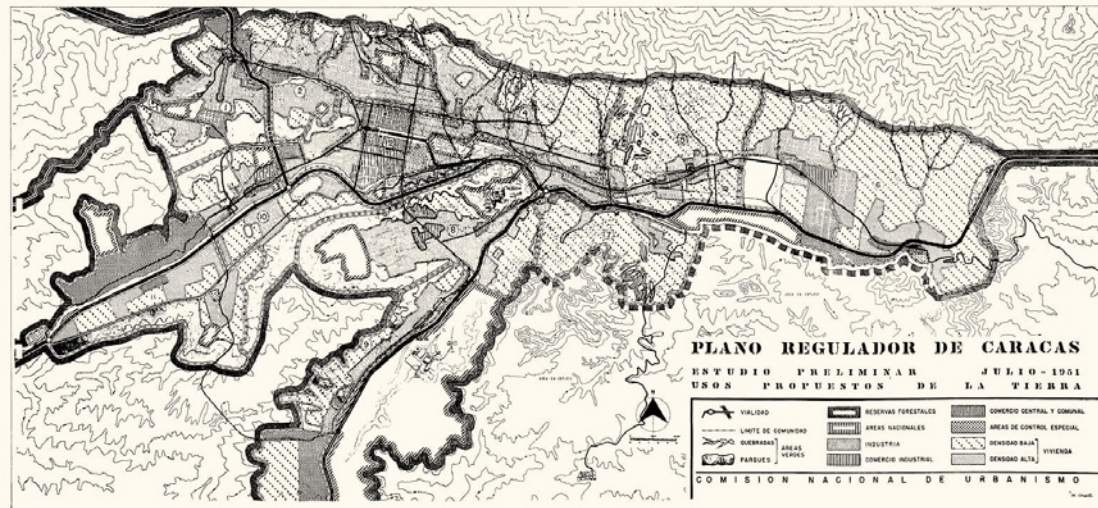 PLANO REGULADOR DE CARACAS
ESTUDIO PRELIMINAR JULIO-1951
USOS PROPUESTOS DE LA TIERRA
VIALIDAD
LIMITE DE COMUNIDAD
QUEBRADAS
PARQUES
AREAS VERDES
RESERVAS FORESTALES
AREAS NACIONALES
INDUSTRIA
COMERCIO INDUSTRIAL
COMERCIO CENTRAL Y COMUNAL
AREAS DE CONTROL ESPECIAL
DENSIDAD BAJA
DENSIDAD ALTA
VIVIENDA
COMISION NACIONAL DE URBANISMO